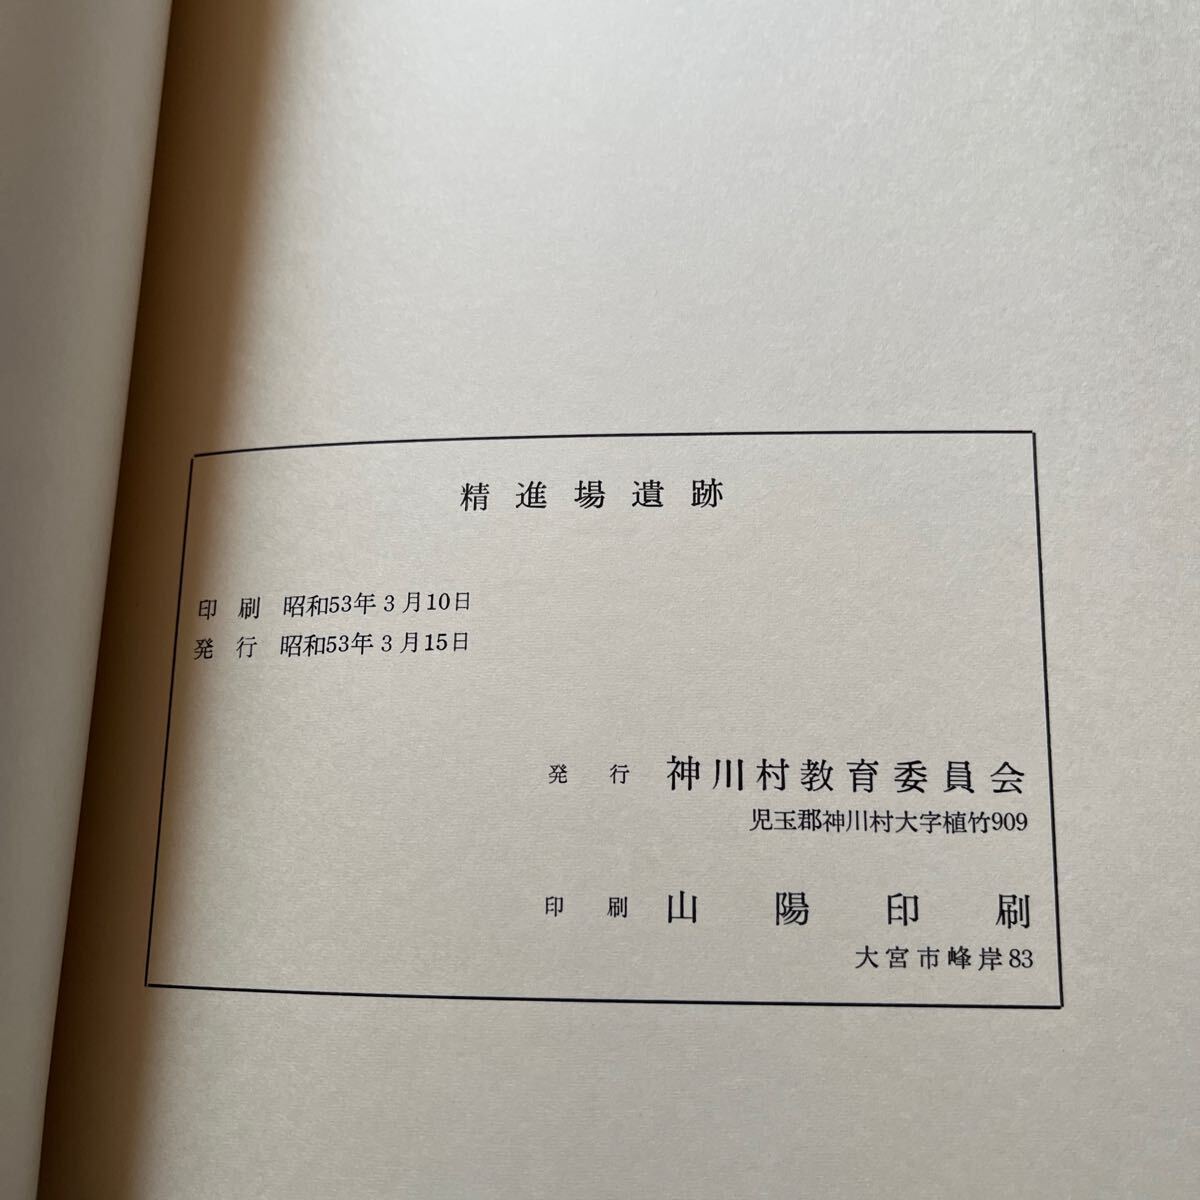 精進場遺跡
印刷 昭和53年3月10日
発行 昭和53年3月15日
発行 神川村教育委員会
児玉郡神川村大字植竹909
印刷 山陽印刷
大宮市峰岸83